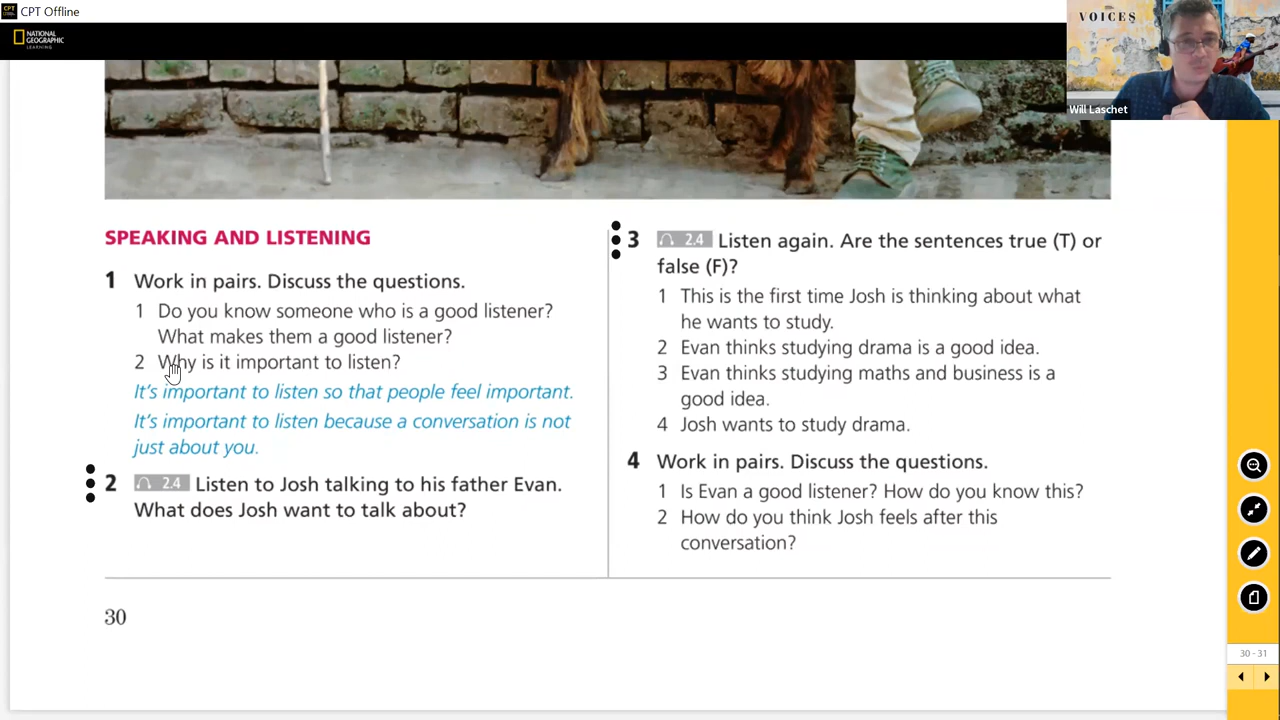 CPT Offline
NATIONAL
GEOGRAPHIC
LEARNING
VOICES
Will Laschet
SPEAKING AND LISTENING
1 Work in pairs. Discuss the questions.
1 Do you know someone who is a good listener?
What makes them a good listener?
2 Why is it important to listen?
It's important to listen so that people feel important.
It's important to listen because a conversation is not
just about you.
2 2.4 Listen to Josh talking to his father Evan.
What does Josh want to talk about?
30
3 2.4 Listen again. Are the sentences true (T) or
false (F)?
1 This is the first time Josh is thinking about what
he wants to study.
2 Evan thinks studying drama is a good idea.
3 Evan thinks studying maths and business is a
good idea.
4 Josh wants to study drama.
4 Work in pairs. Discuss the questions.
1 Is Evan a good listener? How do you know this?
2 How do you think Josh feels after this
conversation?
30 - 31